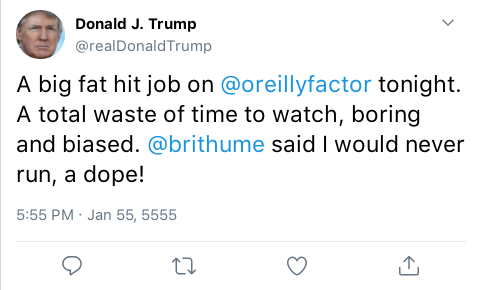 Donald J. Trump
@realDonaldTrump
A big fat hit job on @oreillyfactor tonight.
A total waste of time to watch, boring
and biased. @brithume said I would never
run, a dope!
5:55 PM · Jan 55, 5555